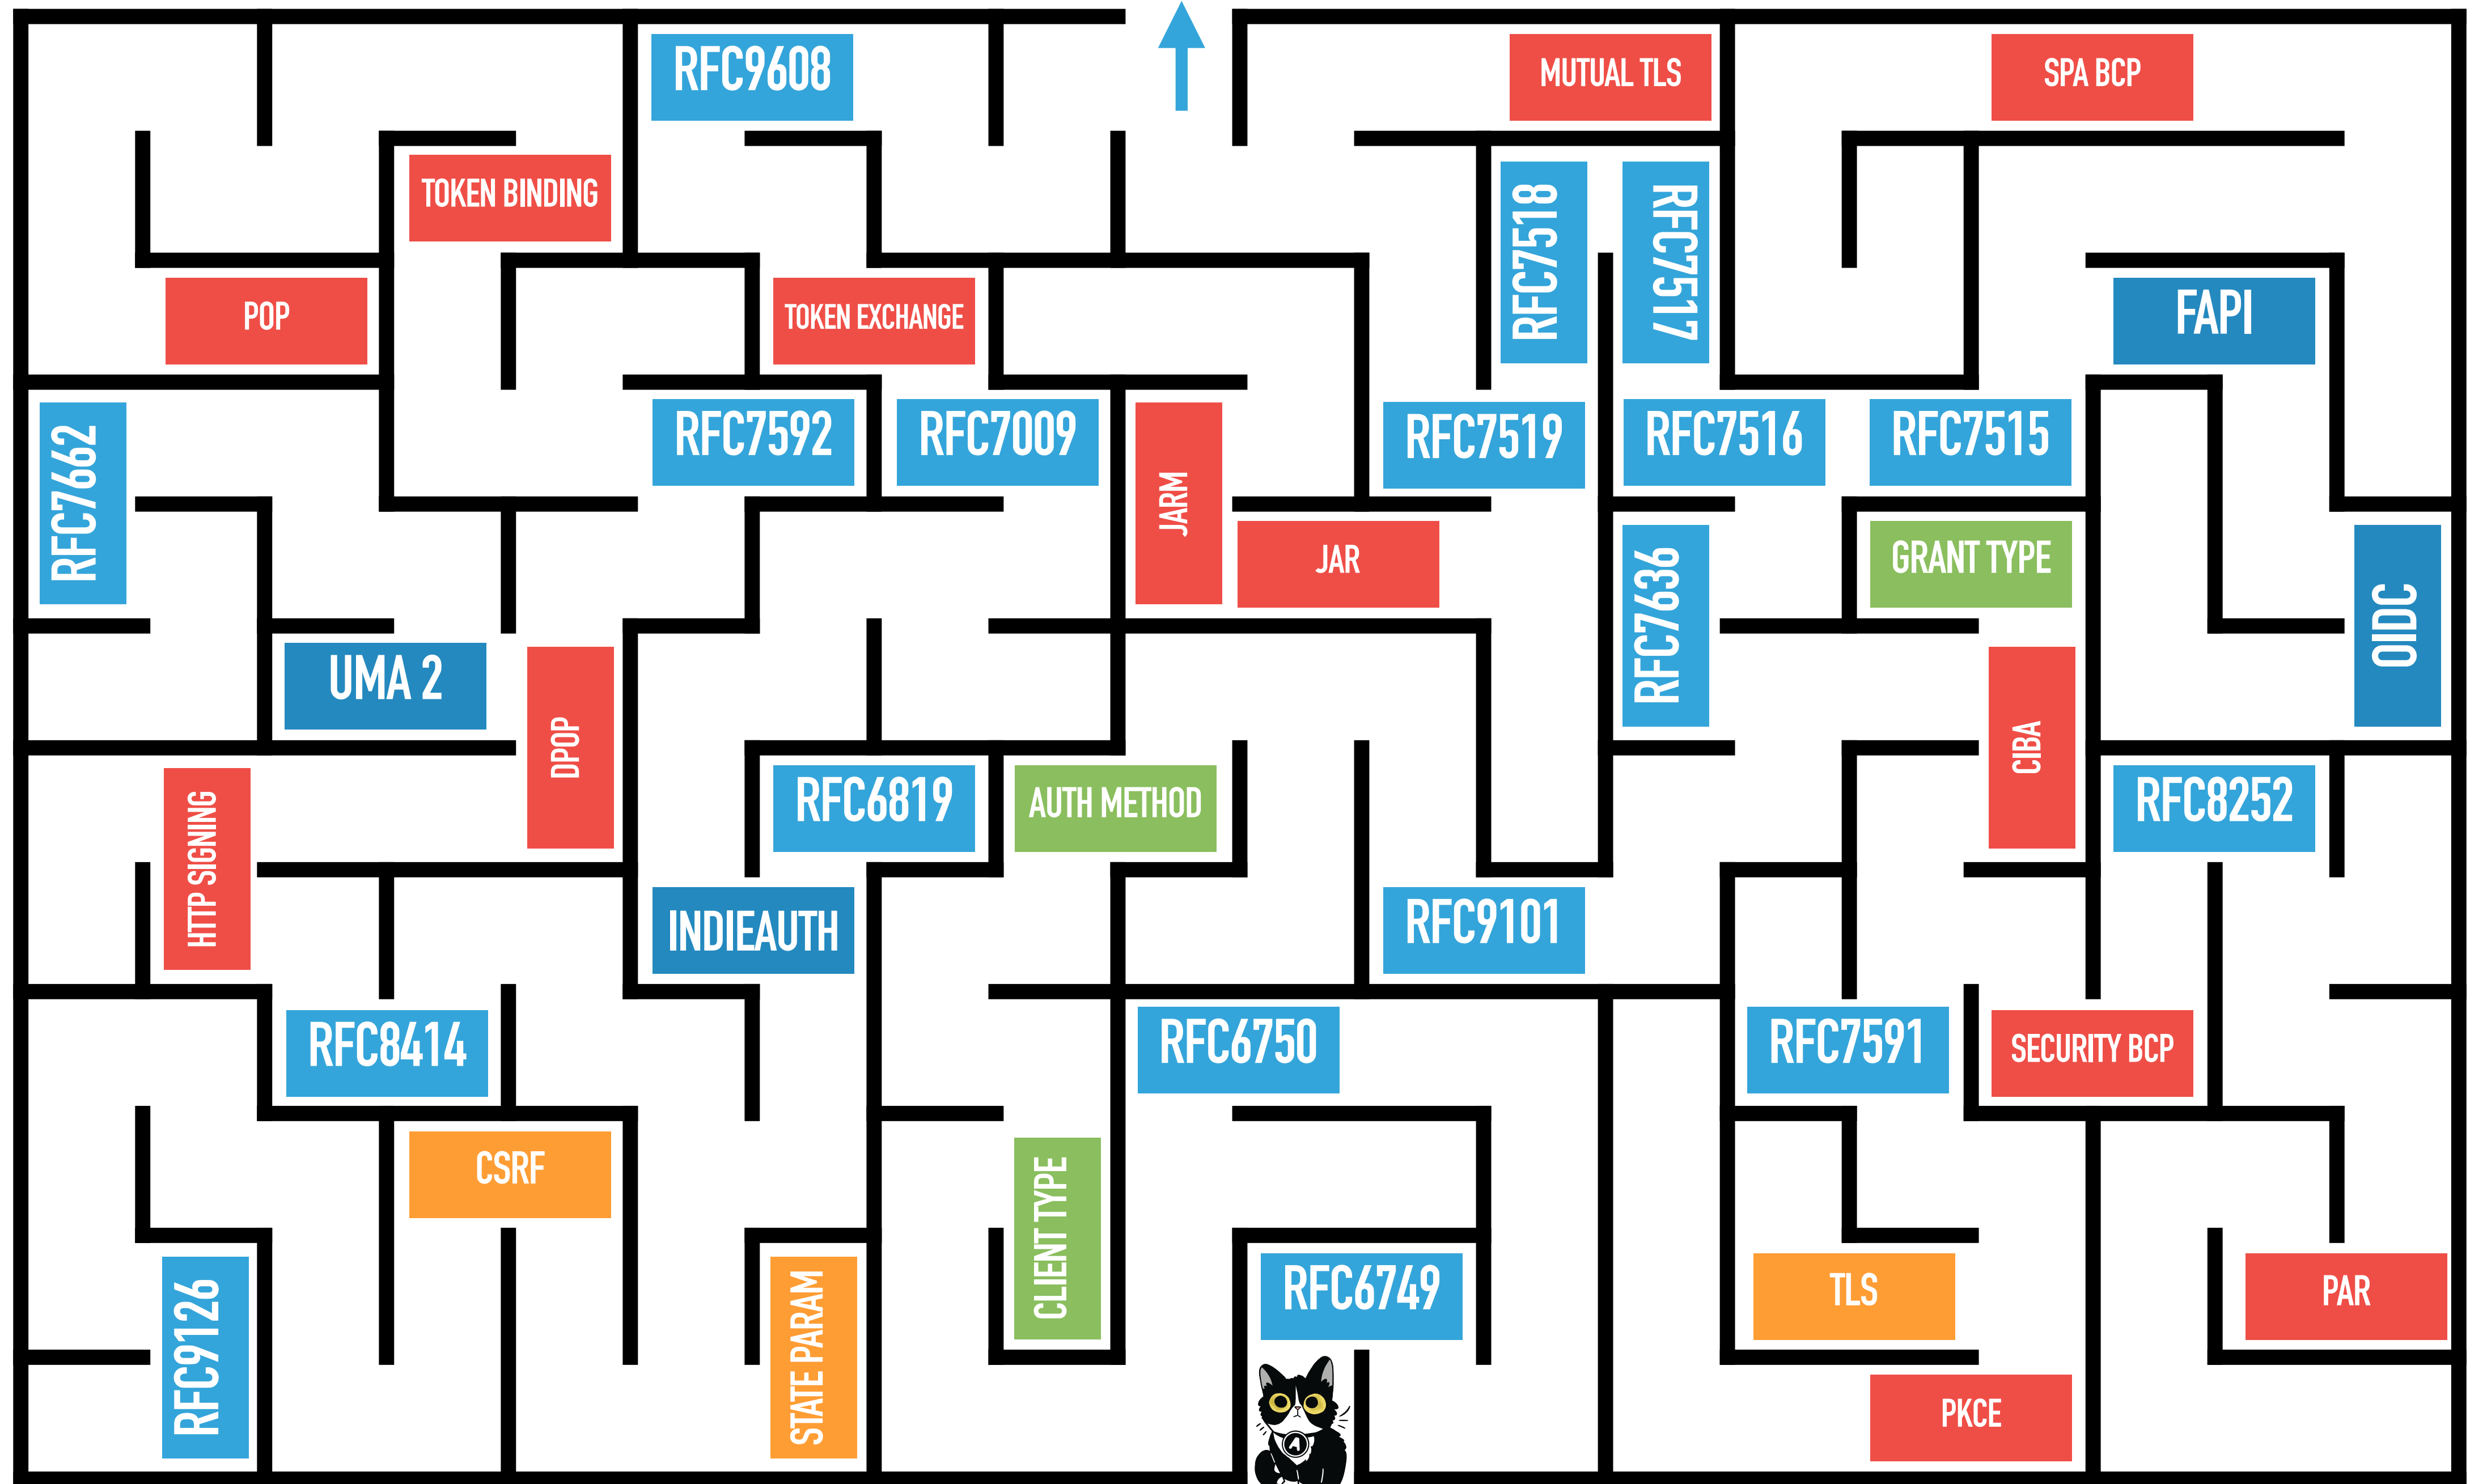 RFC9608
MUTUAL TLS
SPA BCP
TOKEN BINDING
RFC7518
RFC7517
POP
TOKEN EXCHANGE
FAPI
RFC7662
RFC7592
RFC7009
JARM
RFC7519
RFC7516
RFC7515
JAR
RFC7636
GRANT TYPE
OIDC
UMA 2
DPOP
CIBA
HTTP SIGNING
RFC6819
AUTH METHOD
RFC8252
INDIEAUTH
RFC9101
RFC8414
RFC6750
RFC7591
SECURITY BCP
CSRF
CLIENT TYPE
RFC9126
STATE PARAM
RFC6749
TLS
PAR
PKCE
A